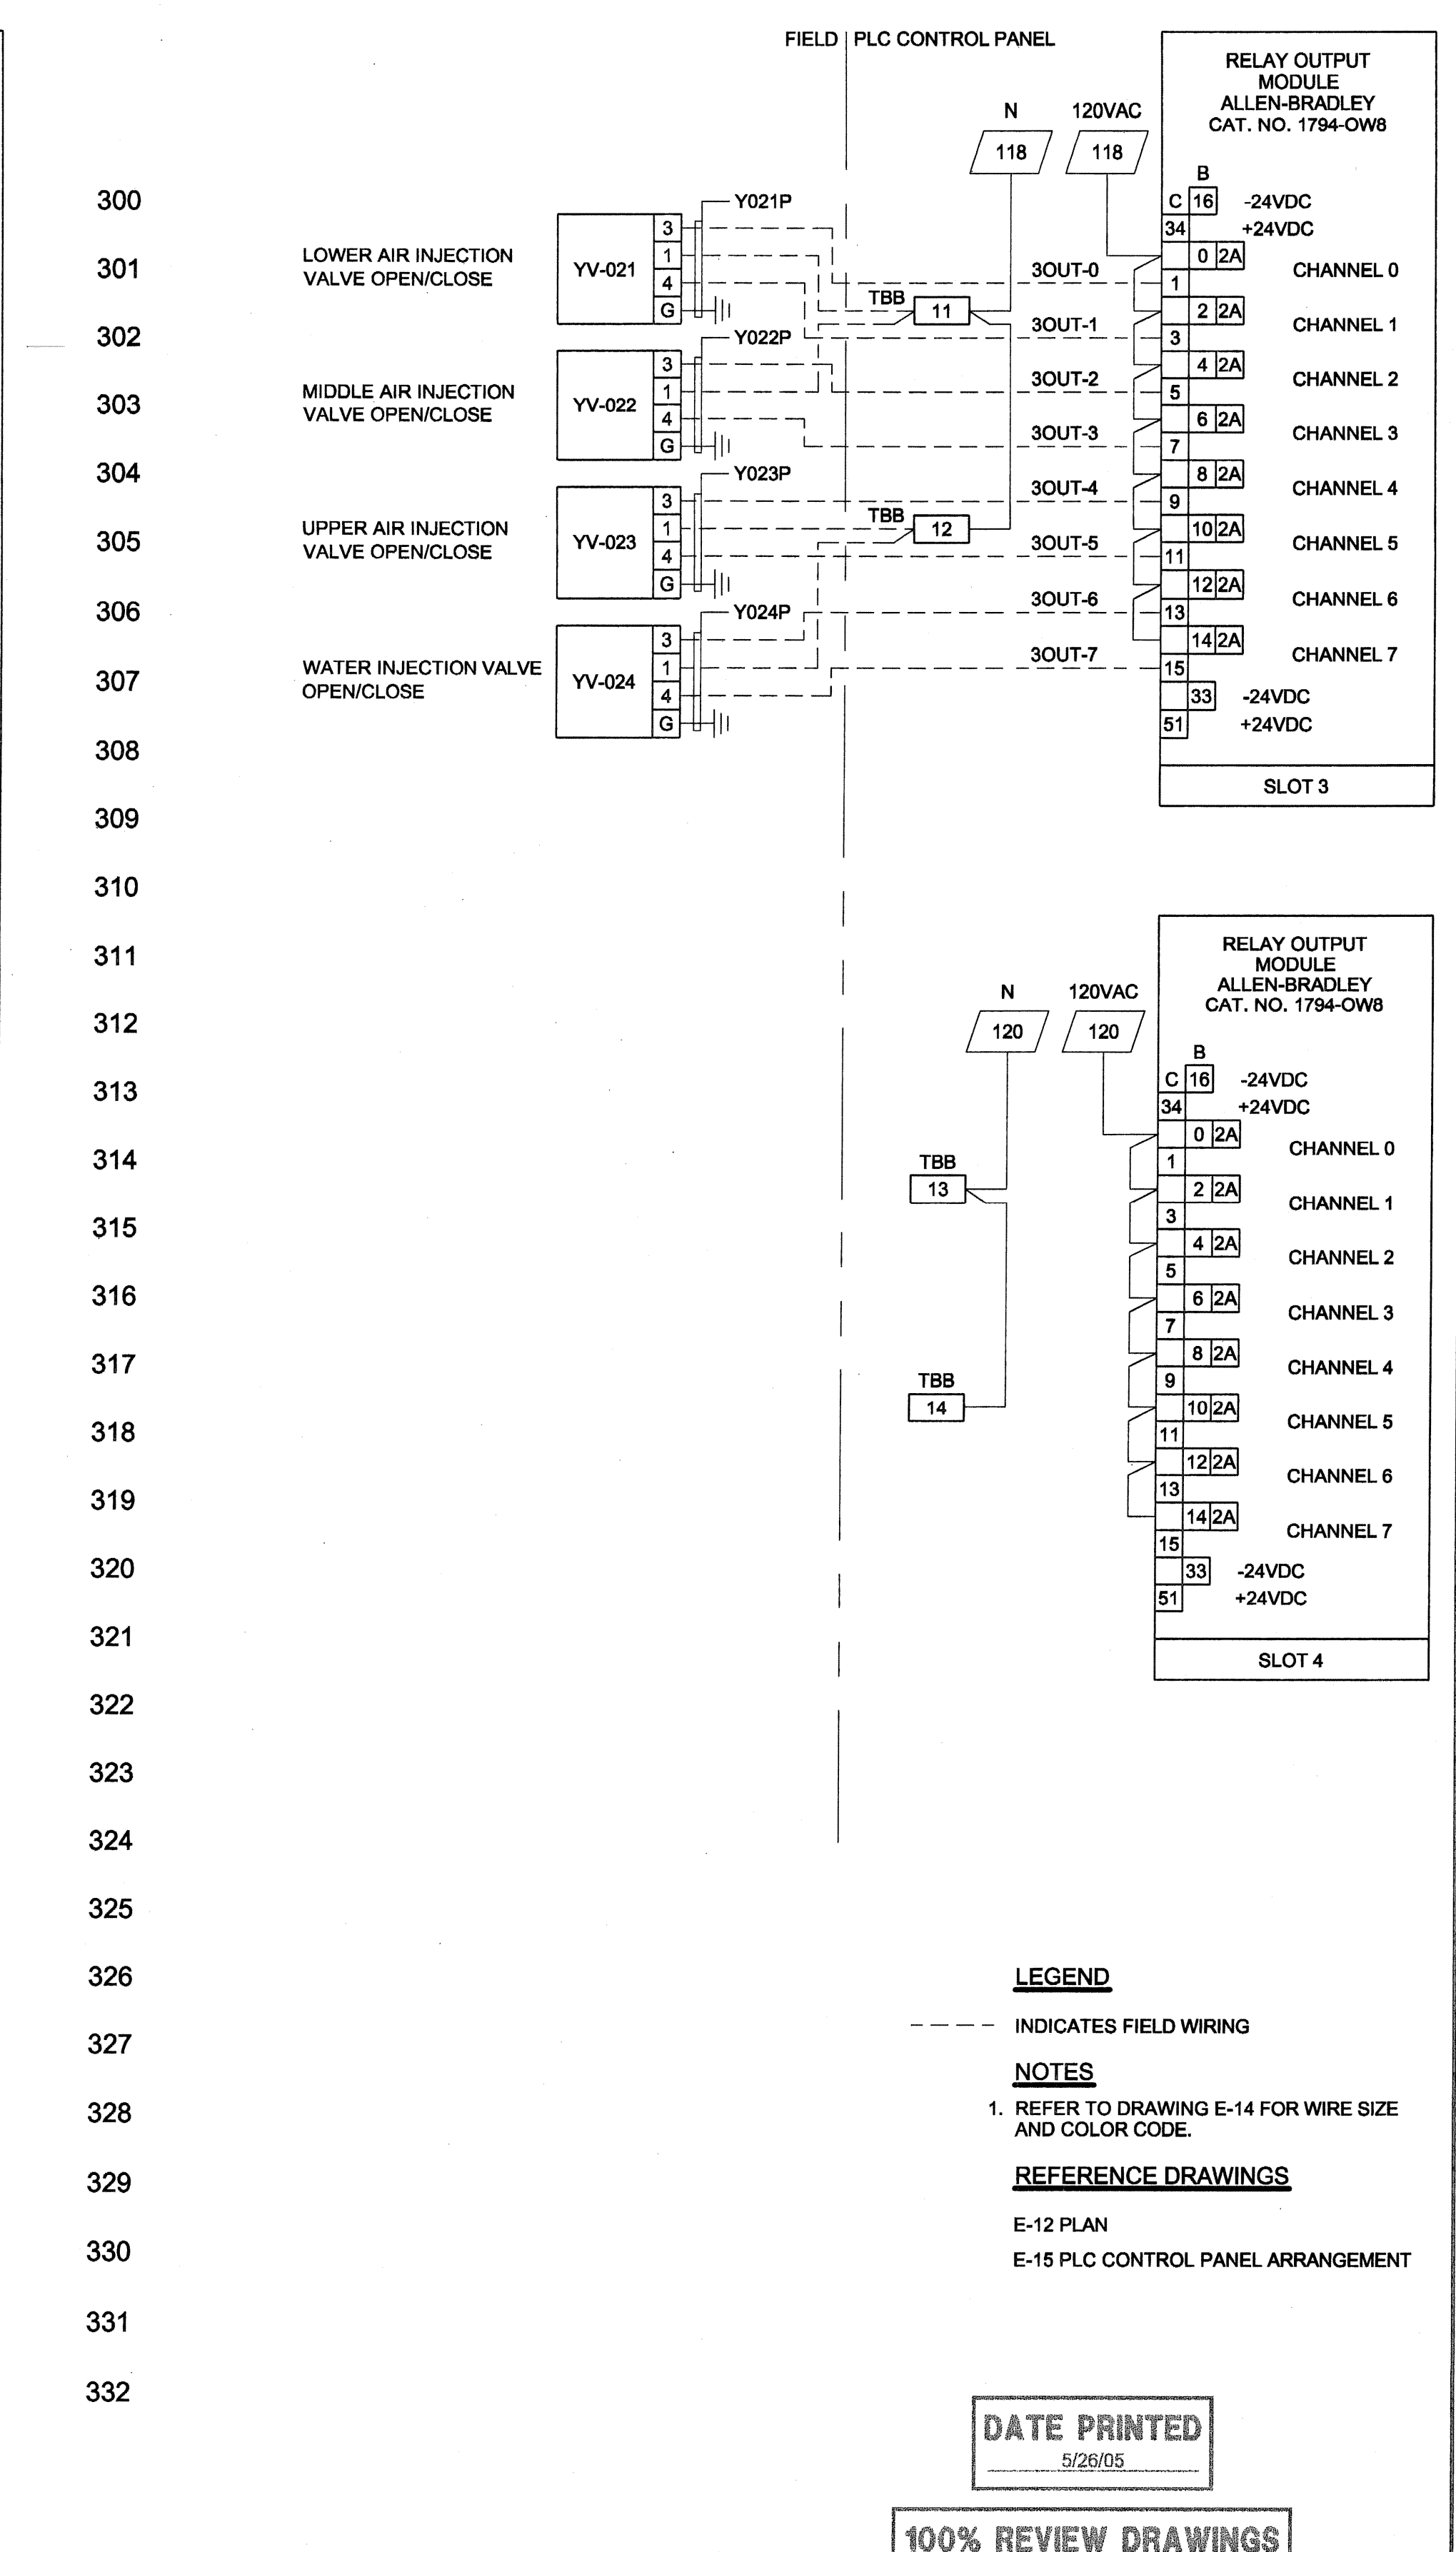 FIELD | PLC CONTROL PANEL
RELAY OUTPUT
MODULE
ALLEN-BRADLEY
CAT. NO. 1794-OW8
N
120VAC
118
118
B
300
Y021P
C
16
-24VDC
34
+24VDC
LOWER AIR INJECTION
VALVE OPEN/CLOSE
301
YV-021
3
1
4
G
3OUT-0
0
2A
CHANNEL 0
1
TBB
11
302
Y022P
3OUT-1
2
2A
CHANNEL 1
3
MIDDLE AIR INJECTION
VALVE OPEN/CLOSE
303
YV-022
3
1
4
G
3OUT-2
4
2A
CHANNEL 2
5
3OUT-3
6
2A
CHANNEL 3
7
304
Y023P
3OUT-4
8
2A
CHANNEL 4
9
UPPER AIR INJECTION
VALVE OPEN/CLOSE
305
YV-023
3
1
4
G
TBB
12
3OUT-5
10
2A
CHANNEL 5
11
306
Y024P
3OUT-6
12
2A
CHANNEL 6
13
WATER INJECTION VALVE
OPEN/CLOSE
307
YV-024
3
1
4
G
3OUT-7
14
2A
CHANNEL 7
15
33
-24VDC
51
+24VDC
308
SLOT 3
309
310
311
RELAY OUTPUT
MODULE
ALLEN-BRADLEY
CAT. NO. 1794-OW8
312
N
120VAC
120
120
B
313
C
16
-24VDC
34
+24VDC
314
0
2A
CHANNEL 0
1
TBB
13
315
2
2A
CHANNEL 1
3
4
2A
CHANNEL 2
5
316
6
2A
CHANNEL 3
7
317
8
2A
CHANNEL 4
9
TBB
14
318
10
2A
CHANNEL 5
11
12
2A
CHANNEL 6
13
319
14
2A
CHANNEL 7
15
320
33
-24VDC
51
+24VDC
321
SLOT 4
322
323
324
325
326
LEGEND
INDICATES FIELD WIRING
327
NOTES
328
1. REFER TO DRAWING E-14 FOR WIRE SIZE
AND COLOR CODE.
329
REFERENCE DRAWINGS
E-12 PLAN
330
E-15 PLC CONTROL PANEL ARRANGEMENT
331
332
DATE PRINTED
5/26/05
100% REVIEW DRAWINGS